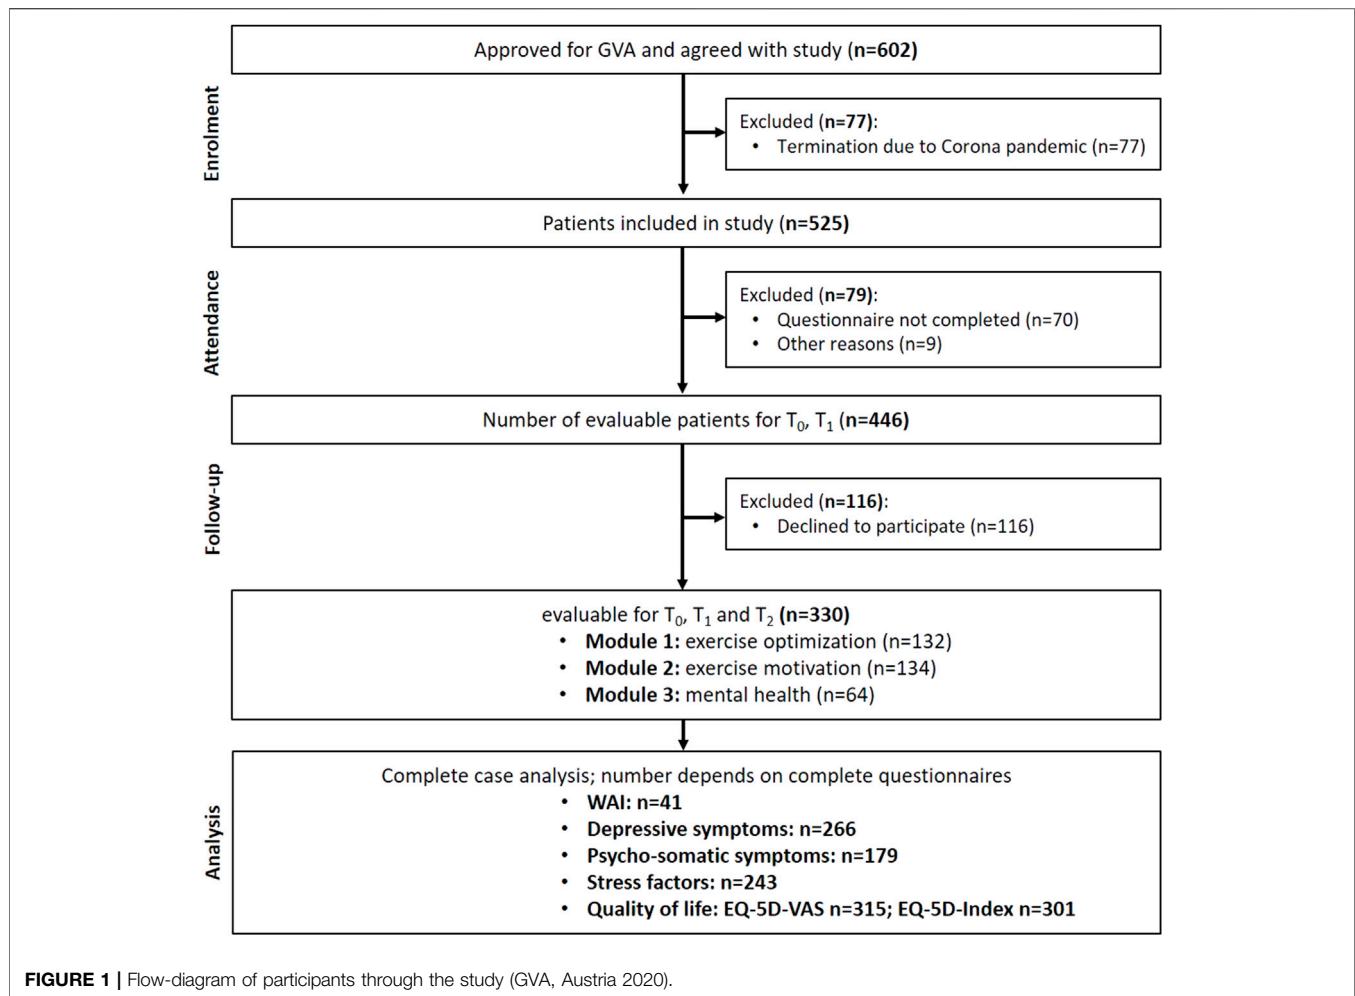 Approved for GVA and agreed with study (n=602)
Enrolment
Excluded (n=77):
• Termination due to Corona pandemic (n=77)
Patients included in study (n=525)
Attendance
Excluded (n=79):
• Questionnaire not completed (n=70)
• Other reasons (n=9)
Number of evaluable patients for T₀, T₁ (n=446)
Follow-up
Excluded (n=116):
• Declined to participate (n=116)
evaluable for T₀, T₁ and T₂ (n=330)
• Module 1: exercise optimization (n=132)
• Module 2: exercise motivation (n=134)
• Module 3: mental health (n=64)
Analysis
Complete case analysis; number depends on complete questionnaires
• WAI: n=41
• Depressive symptoms: n=266
• Psycho-somatic symptoms: n=179
• Stress factors: n=243
• Quality of life: EQ-5D-VAS n=315; EQ-5D-Index n=301
FIGURE 1 | Flow-diagram of participants through the study (GVA, Austria 2020).